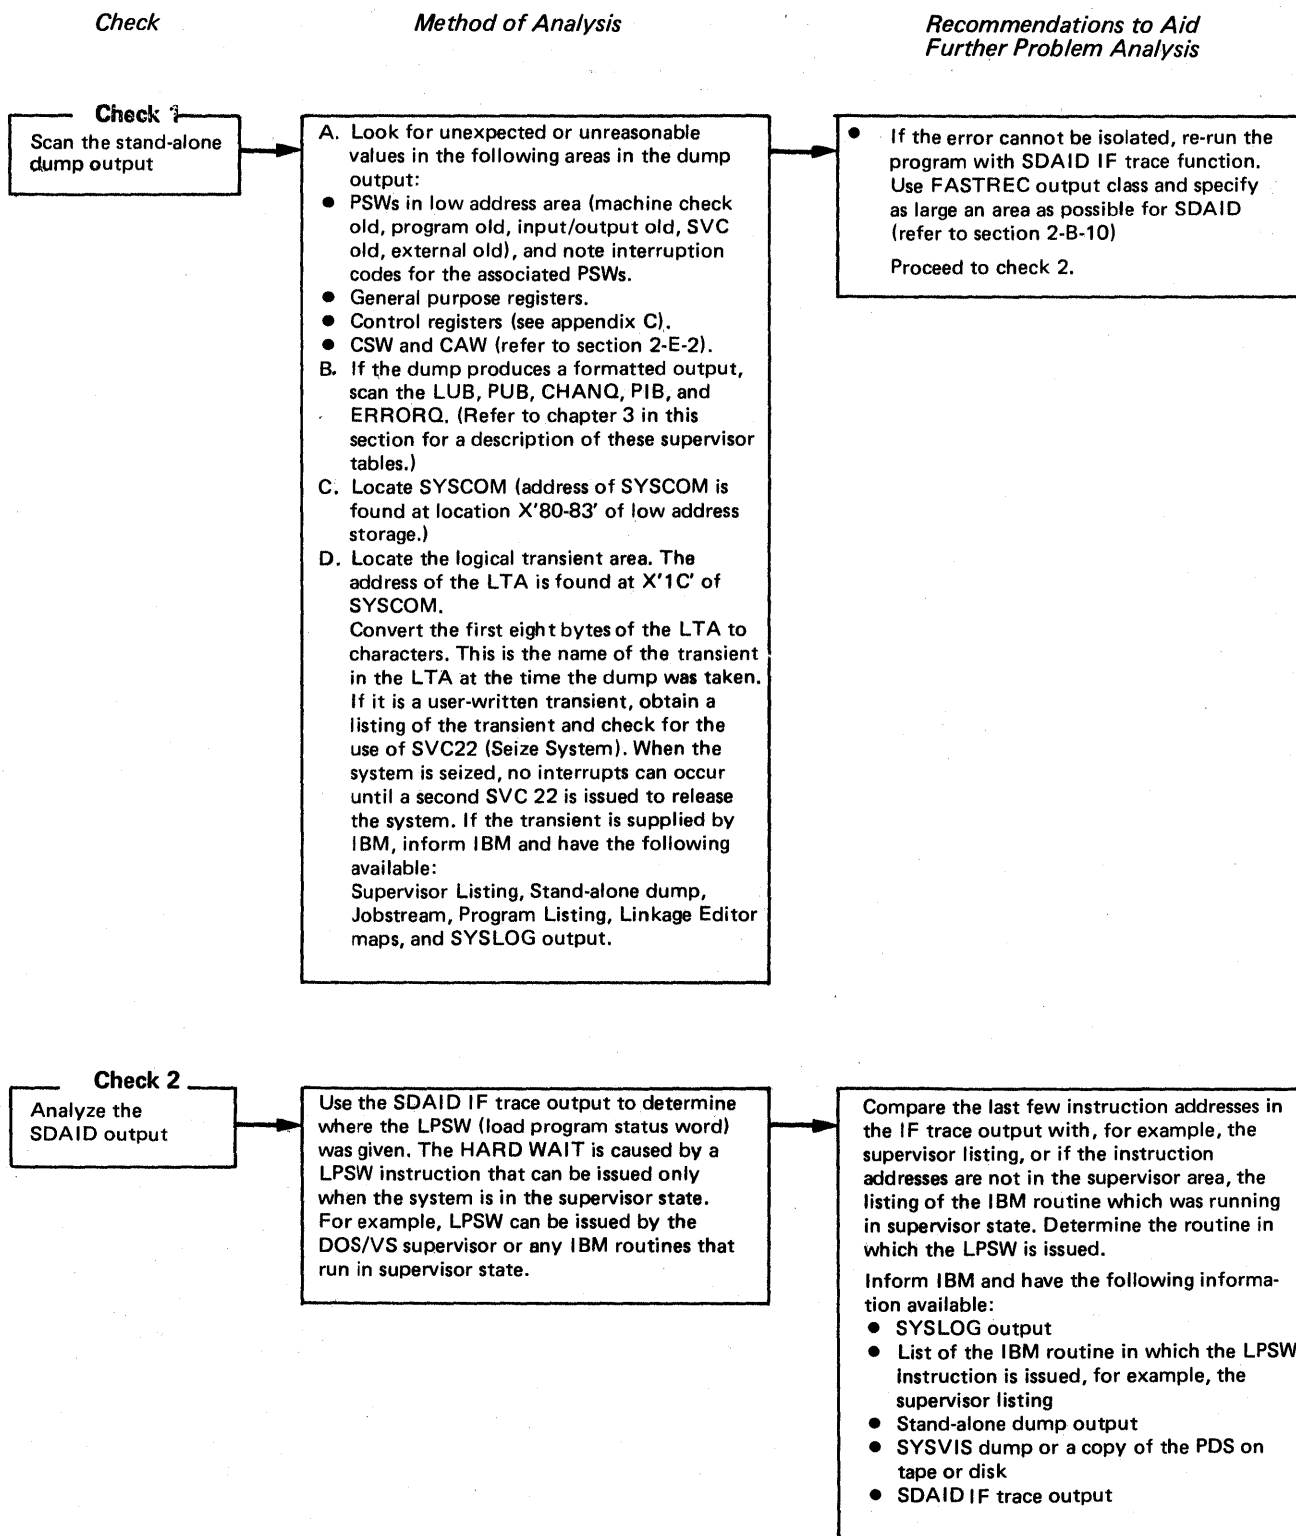 Check
Method of Analysis
Recommendations to Aid
Further Problem Analysis
Check 1
Scan the stand-alone
dump output
A. Look for unexpected or unreasonable
values in the following areas in the dump
output:
● PSWs in low address area (machine check
old, program old, input/output old, SVC
old, external old), and note interruption
codes for the associated PSWs.
● General purpose registers.
● Control registers (see appendix C).
● CSW and CAW (refer to section 2-E-2).
B. If the dump produces a formatted output,
scan the LUB, PUB, CHANQ, PIB, and
ERRORQ. (Refer to chapter 3 in this
section for a description of these supervisor
tables.)
C. Locate SYSCOM (address of SYSCOM is
found at location X'80-83' of low address
storage.)
D. Locate the logical transient area. The
address of the LTA is found at X'1C' of
SYSCOM.
Convert the first eight bytes of the LTA to
characters. This is the name of the transient
in the LTA at the time the dump was taken.
If it is a user-written transient, obtain a
listing of the transient and check for the
use of SVC22 (Seize System). When the
system is seized, no interrupts can occur
until a second SVC 22 is issued to release
the system. If the transient is supplied by
IBM, inform IBM and have the following
available:
Supervisor Listing, Stand-alone dump,
Jobstream, Program Listing, Linkage Editor
maps, and SYSLOG output.
● If the error cannot be isolated, re-run the
program with SDAID IF trace function.
Use FASTREC output class and specify
as large an area as possible for SDAID
(refer to section 2-B-10)
Proceed to check 2.
Check 2
Analyze the
SDAID output
Use the SDAID IF trace output to determine
where the LPSW (load program status word)
was given. The HARD WAIT is caused by a
LPSW instruction that can be issued only
when the system is in the supervisor state.
For example, LPSW can be issued by the
DOS/VS supervisor or any IBM routines that
run in supervisor state.
Compare the last few instruction addresses in
the IF trace output with, for example, the
supervisor listing, or if the instruction
addresses are not in the supervisor area, the
listing of the IBM routine which was running
in supervisor state. Determine the routine in
which the LPSW is issued.
Inform IBM and have the following informa-
tion available:
● SYSLOG output
● List of the IBM routine in which the LPSW
instruction is issued, for example, the
supervisor listing
● Stand-alone dump output
● SYSVIS dump or a copy of the PDS on
tape or disk
● SDAID IF trace output